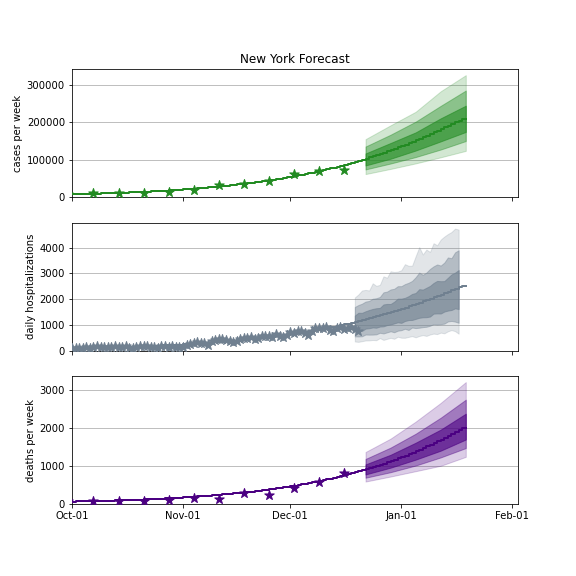 New York Forecast
300000
200000
100000
0
cases per week
4000
3000
2000
1000
0
daily hospitalizations
3000
2000
1000
0
deaths per week
Oct-01 Nov-01 Dec-01 Jan-01 Feb-01